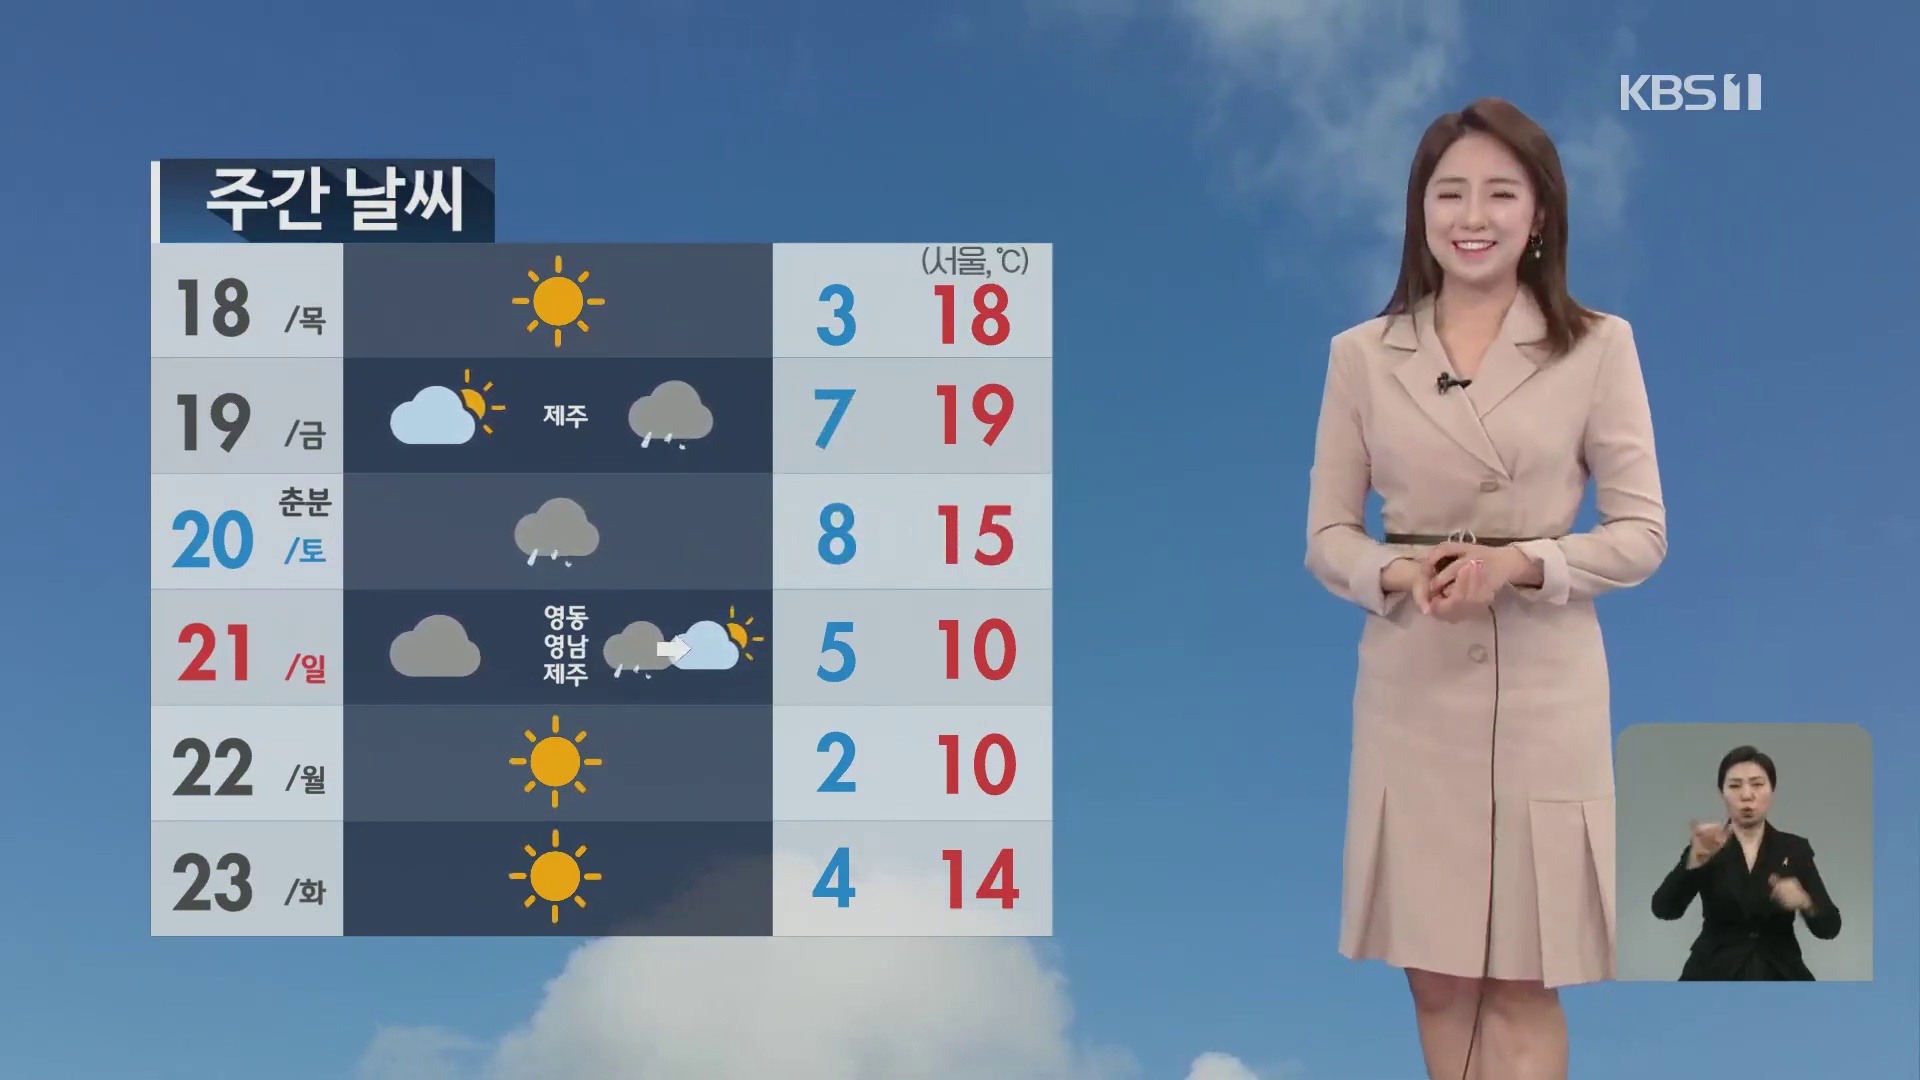 KBS 1
주간 날씨
(서울,℃)
18 /목 3 18
19 /금 제주 7 19
춘분
20 /토 8 15
21 /일 영동 영남 제주 5 10
22 /월 2 10
23 /화 4 14